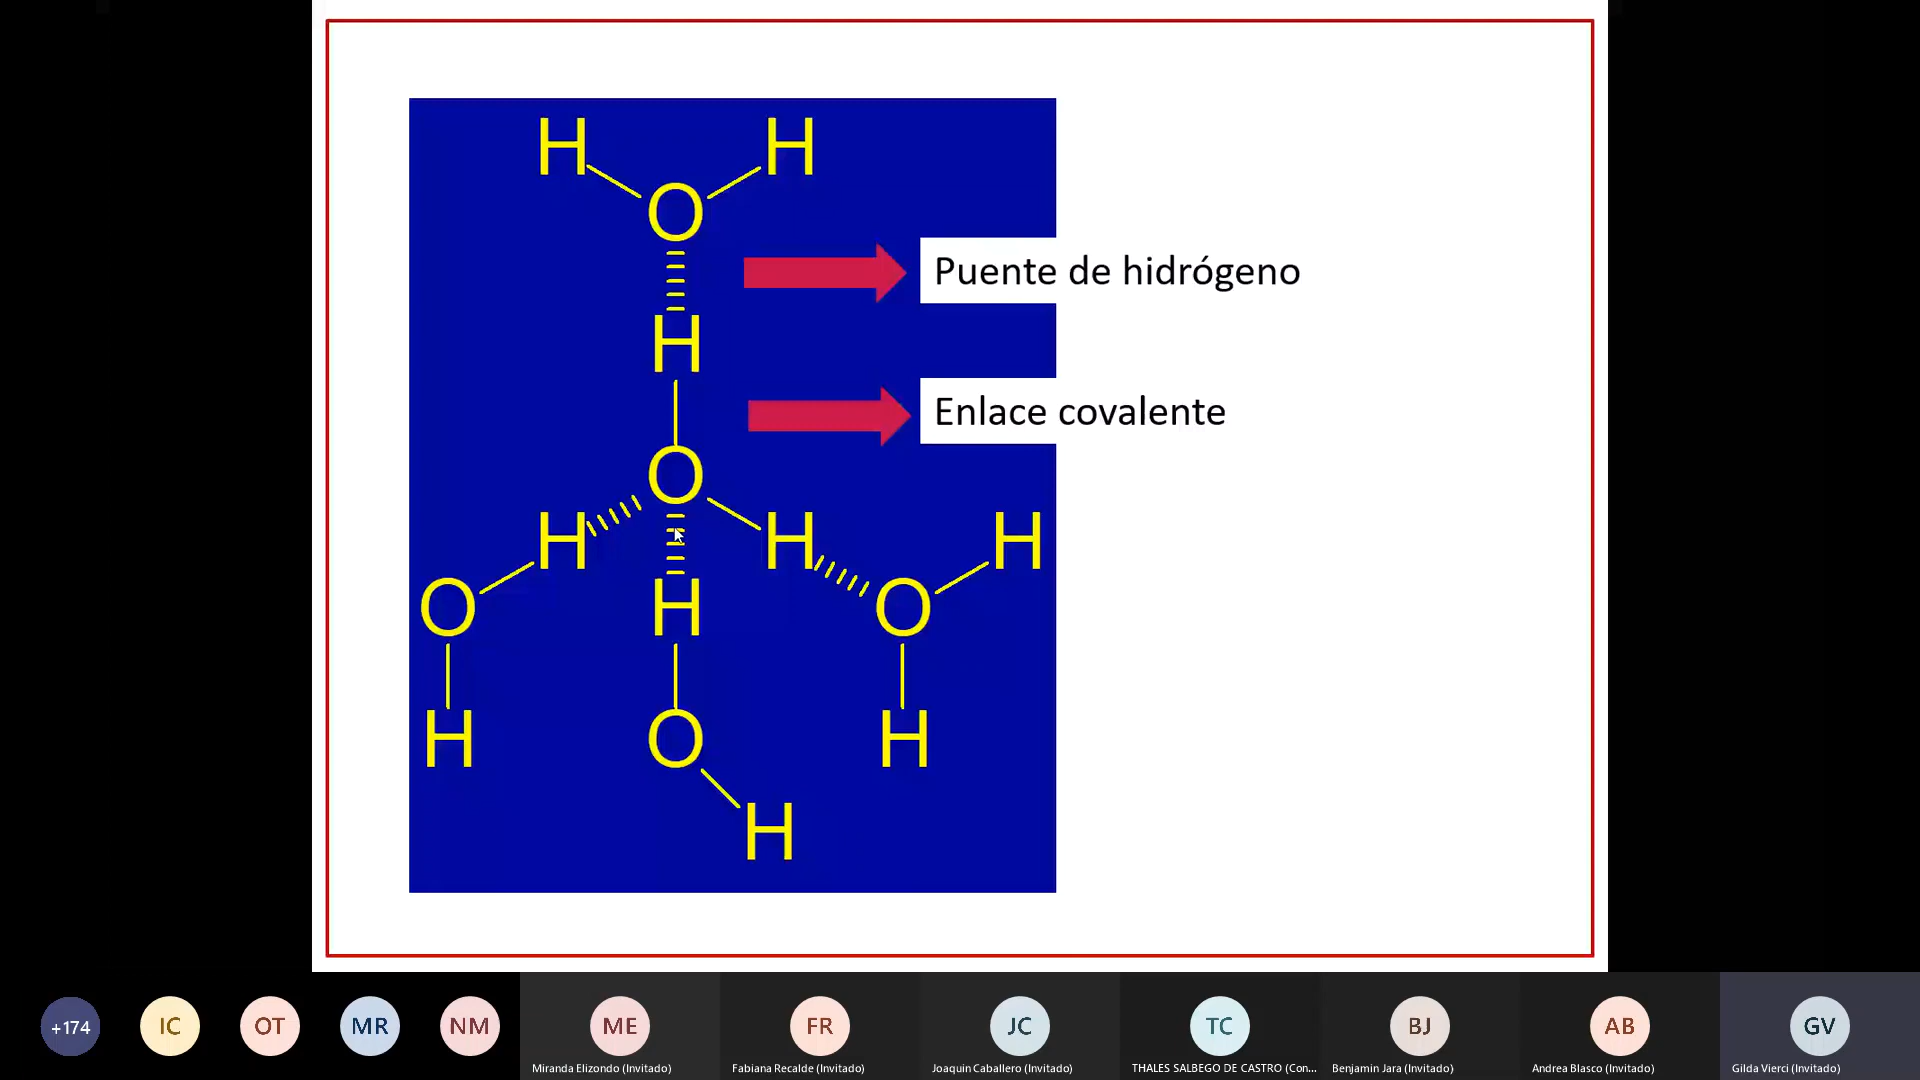 H H
O
Puente de hidrógeno
H
Enlace covalente
O
H H H
O H O
H O H
H
+174 IC OT MR NM ME FR JC TC BJ AB GV
Miranda Elizondo (Invitado) Fabiana Recalde (Invitado) Joaquin Caballero (Invitado) THALES SALBEGO DE CASTRO (Con... Benjamin Jara (Invitado) Andrea Blasco (Invitado) Gilda Vierci (Invitado)